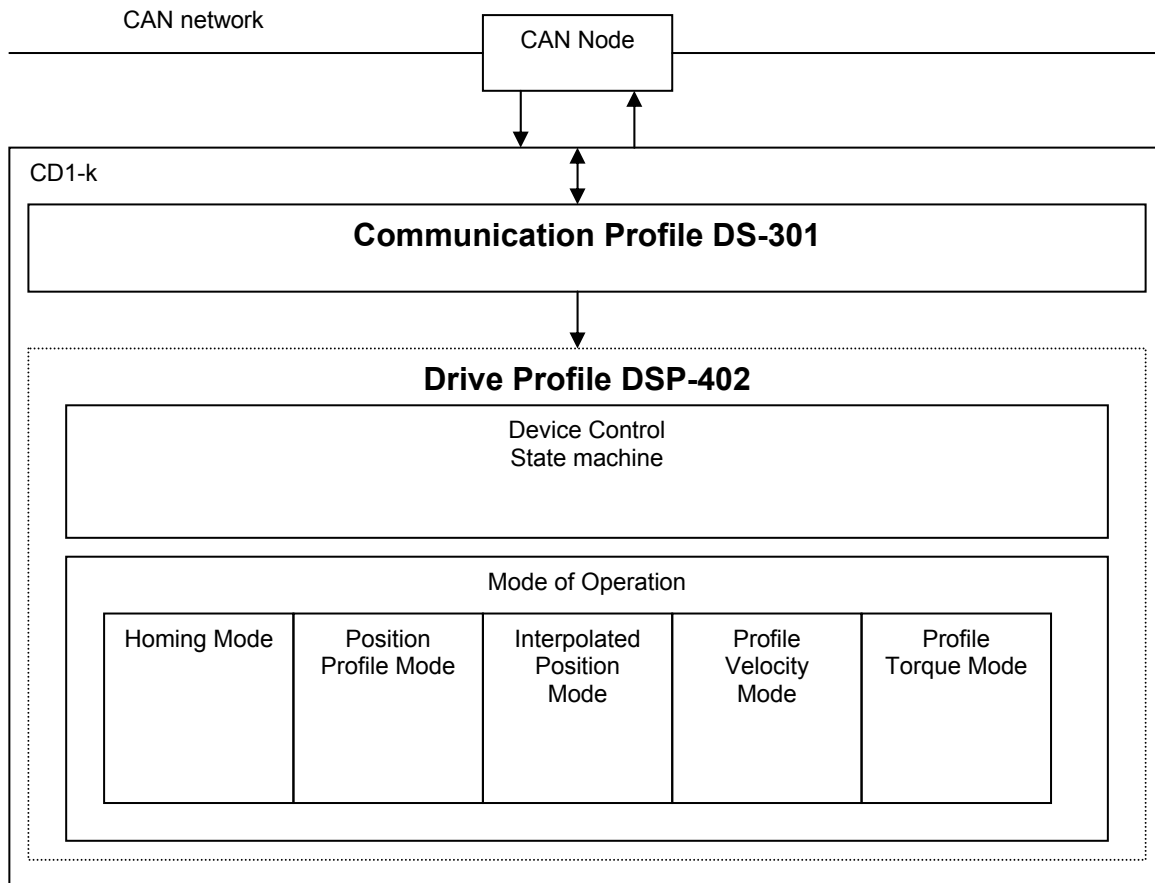 CAN network
CAN Node
CD1-k
Communication Profile DS-301
Drive Profile DSP-402
Device Control
State machine
Mode of Operation
Homing Mode
Position
Profile Mode
Interpolated
Position
Mode
Profile
Velocity
Mode
Profile
Torque Mode